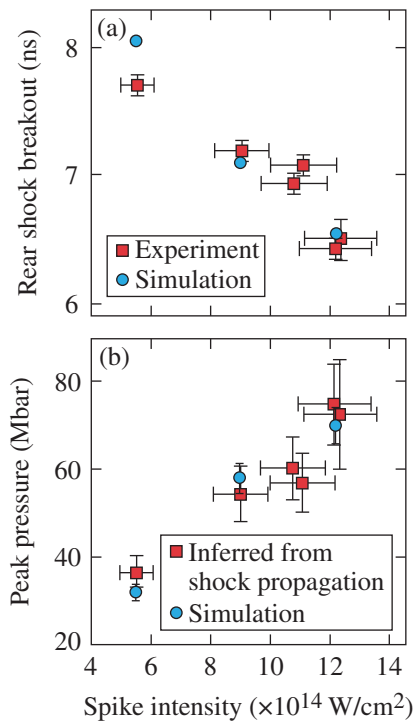 (a)
Rear shock breakout (ns)
8
7
6
Experiment
Simulation
(b)
Peak pressure (Mbar)
80
60
40
20
Inferred from
shock propagation
Simulation
4 6 8 10 12 14
Spike intensity (×10¹⁴ W/cm²)